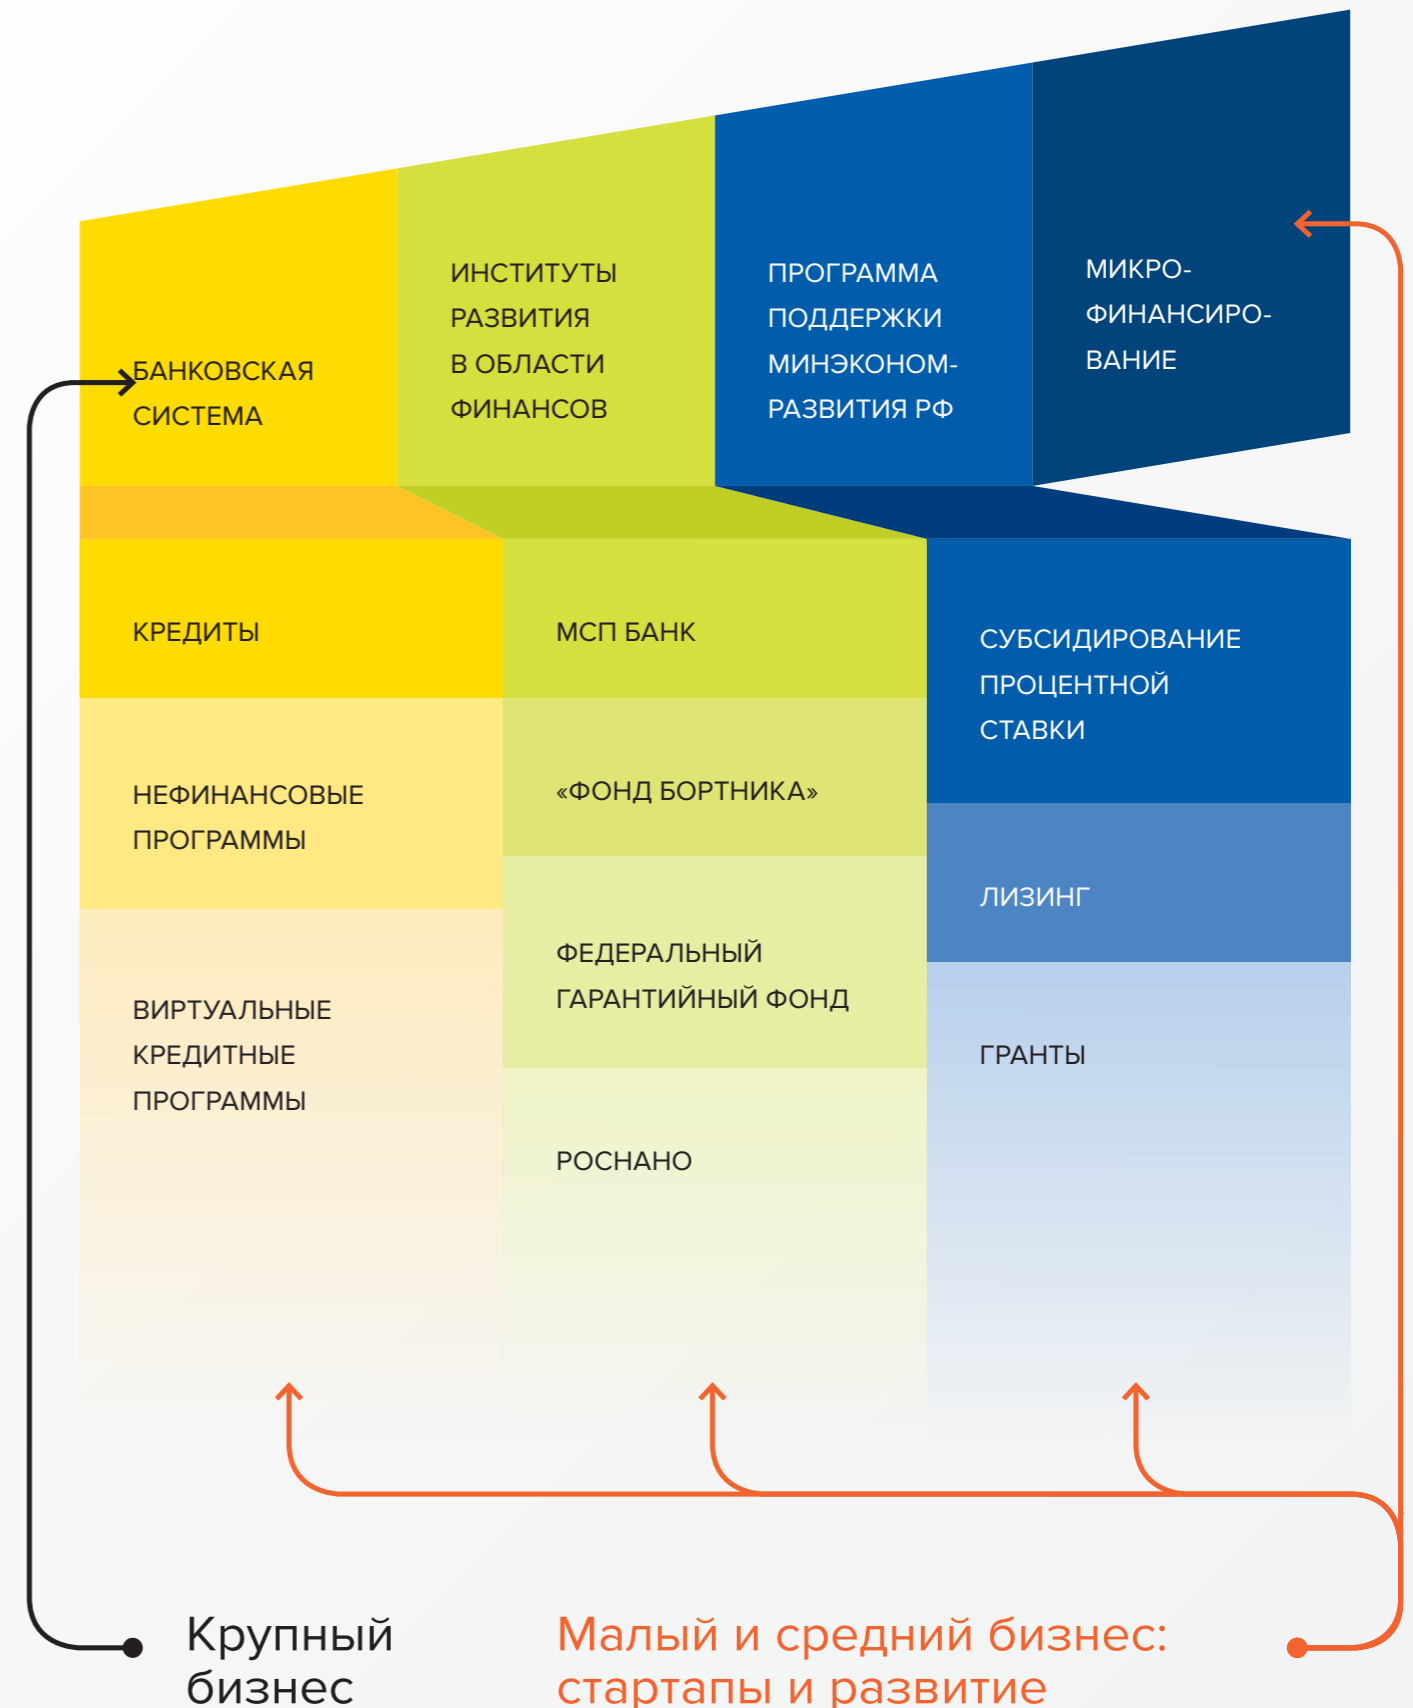 БАНКОВСКАЯ
СИСТЕМА
ИНСТИТУТЫ
РАЗВИТИЯ
В ОБЛАСТИ
ФИНАНСОВ
ПРОГРАММА
ПОДДЕРЖКИ
МИНЭКОНОМ-
РАЗВИТИЯ РФ
МИКРО-
ФИНАНСИРО-
ВАНИЕ
КРЕДИТЫ
НЕФИНАНСОВЫЕ
ПРОГРАММЫ
ВИРТУАЛЬНЫЕ
КРЕДИТНЫЕ
ПРОГРАММЫ
МСП БАНК
«ФОНД БОРТНИКА»
ФЕДЕРАЛЬНЫЙ
ГАРАНТИЙНЫЙ ФОНД
РОСНАНО
СУБСИДИРОВАНИЕ
ПРОЦЕНТНОЙ
СТАВКИ
ЛИЗИНГ
ГРАНТЫ
Крупный
бизнес
Малый и средний бизнес:
стартапы и развитие